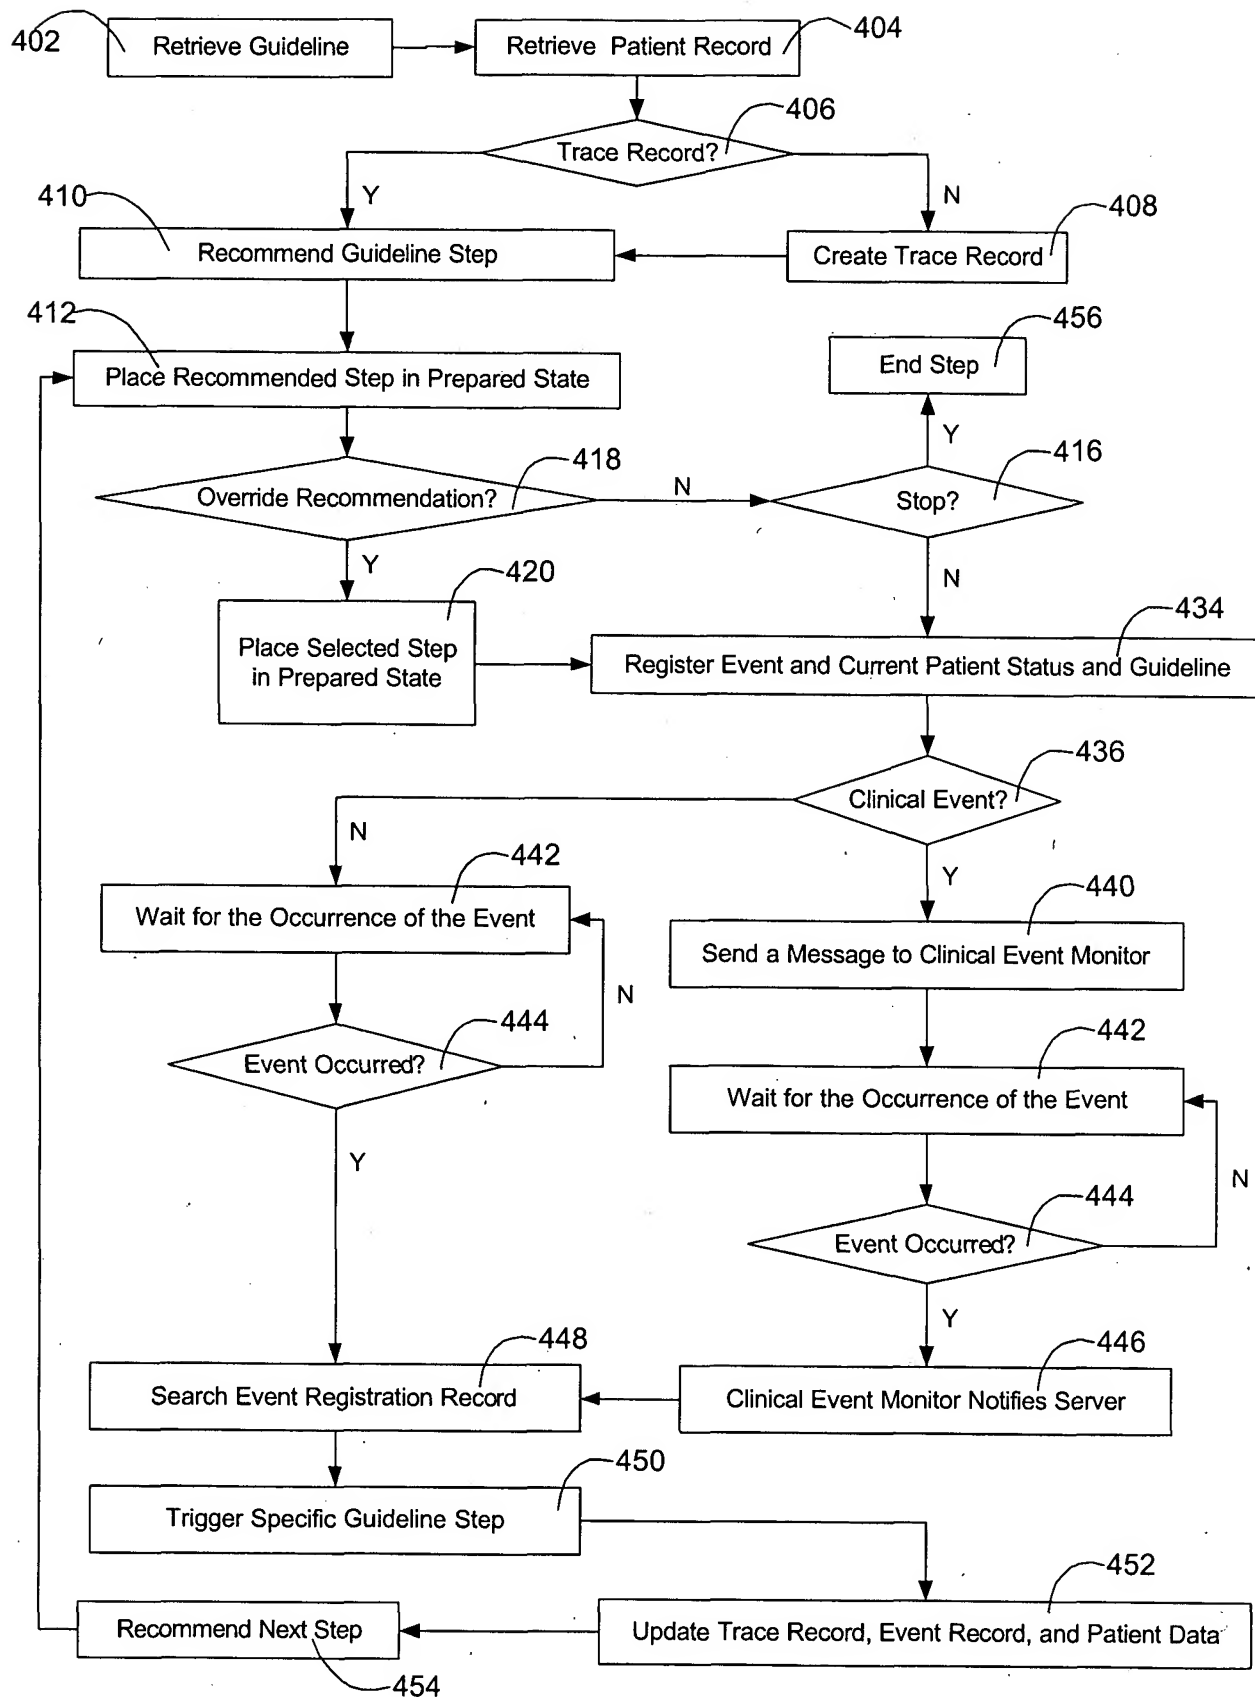 402
Retrieve Guideline
Retrieve Patient Record
404
406
Trace Record?
Y
N
410
Recommend Guideline Step
408
Create Trace Record
412
Place Recommended Step in Prepared State
456
End Step
Y
418
Override Recommendation?
N
416
Stop?
Y
N
420
Place Selected Step
in Prepared State
434
Register Event and Current Patient Status and Guideline
436
Clinical Event?
N
Y
442
Wait for the Occurrence of the Event
440
Send a Message to Clinical Event Monitor
N
444
Event Occurred?
442
Wait for the Occurrence of the Event
Y
N
444
Event Occurred?
Y
448
Search Event Registration Record
446
Clinical Event Monitor Notifies Server
450
Trigger Specific Guideline Step
452
Update Trace Record, Event Record, and Patient Data
Recommend Next Step
454